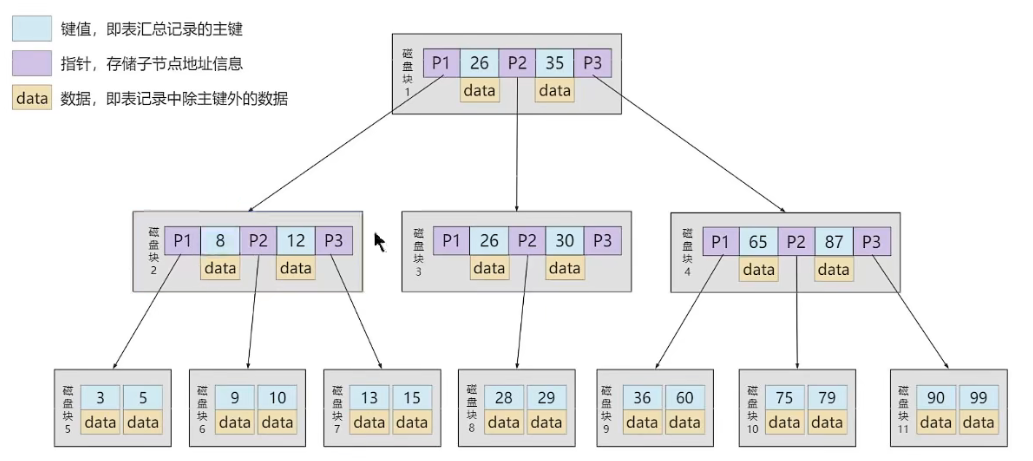 键值，即表汇总记录的主键
指针，存储子节点地址信息
data 数据，即表记录中除主键外的数据
磁盘块1
P1 26 P2 35 P3
data data
磁盘块2
P1 8 P2 12 P3
data data
磁盘块3
P1 26 P2 30 P3
data data
磁盘块4
P1 65 P2 87 P3
data data
磁盘块5
3 5
data data
磁盘块6
9 10
data data
磁盘块7
13 15
data data
磁盘块8
28 29
data data
磁盘块9
36 60
data data
磁盘块10
75 79
data data
磁盘块11
90 99
data data